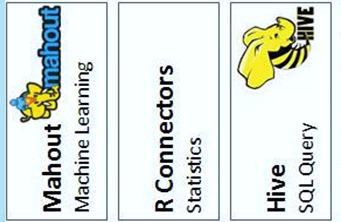 mahout
Mahout
Machine Learning
R Connectors
Statistics
HIVE
Hive
SQL Query